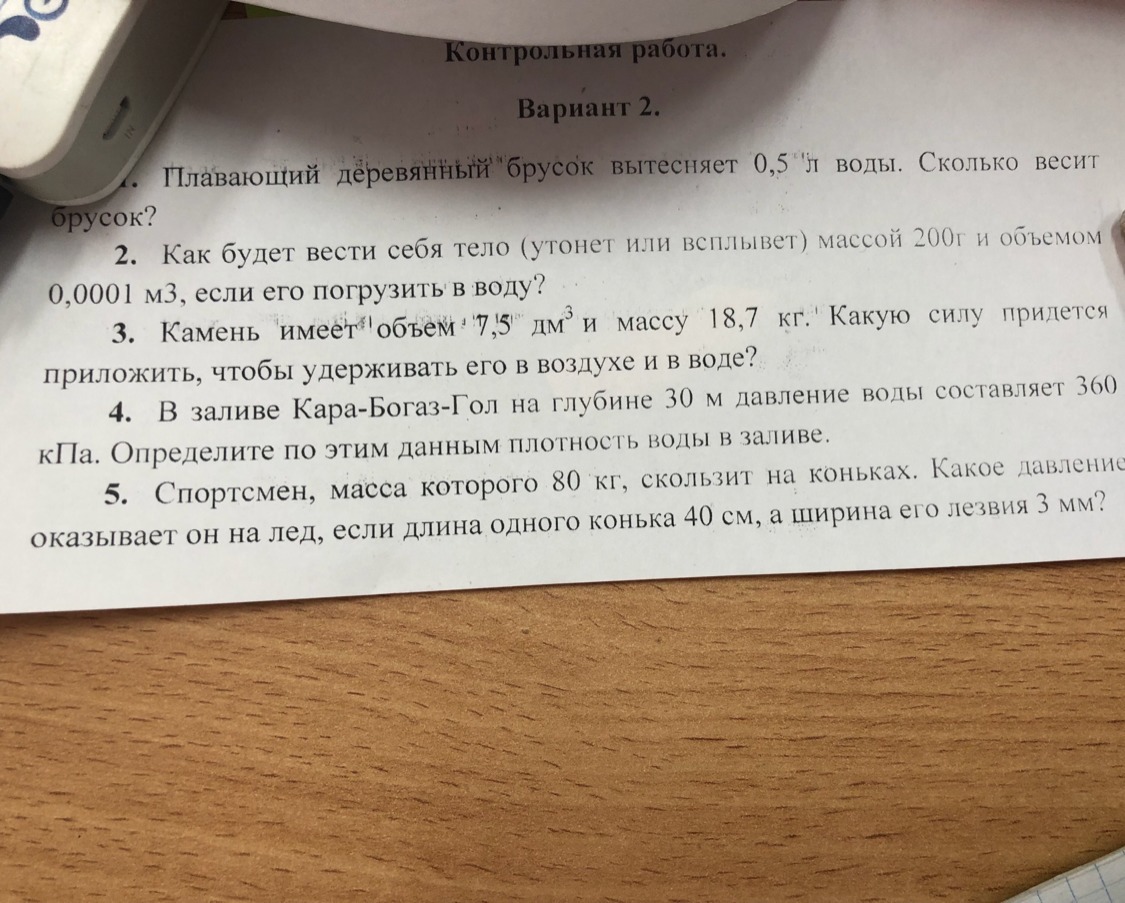 Контрольная работа.
Вариант 2.
1. Плавающий деревянный брусок вытесняет 0,5 л воды. Сколько весит
брусок?
2. Как будет вести себя тело (утонет или всплывет) массой 200г и объемом
0,0001 м3, если его погрузить в воду?
3. Камень имеет объем 7,5 дм³ и массу 18,7 кг. Какую силу придется
приложить, чтобы удерживать его в воздухе и в воде?
4. В заливе Кара-Богаз-Гол на глубине 30 м давление воды составляет 360
кПа. Определите по этим данным плотность воды в заливе.
5. Спортсмен, масса которого 80 кг, скользит на коньках. Какое давление
оказывает он на лед, если длина одного конька 40 см, а ширина его лезвия 3 мм?
IN